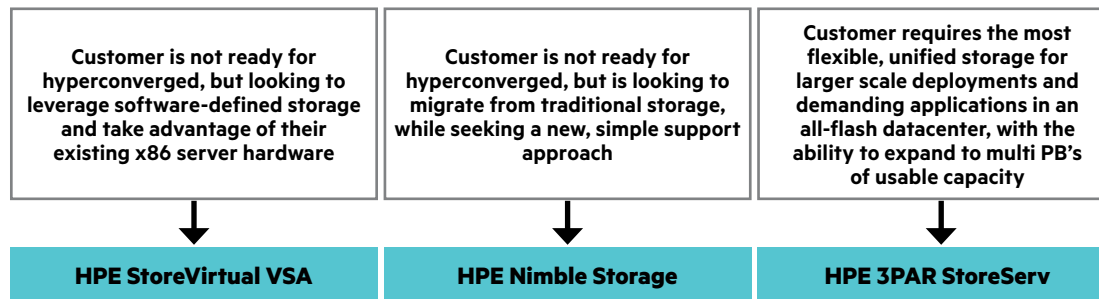 Customer is not ready for
hyperconverged, but looking to
leverage software-defined storage
and take advantage of their
existing x86 server hardware
Customer is not ready for
hyperconverged, but is looking to
migrate from traditional storage,
while seeking a new, simple support
approach
Customer requires the most
flexible, unified storage for
larger scale deployments and
demanding applications in an
all-flash datacenter, with the
ability to expand to multi PB's
of usable capacity
HPE StoreVirtual VSA
HPE Nimble Storage
HPE 3PAR StoreServ